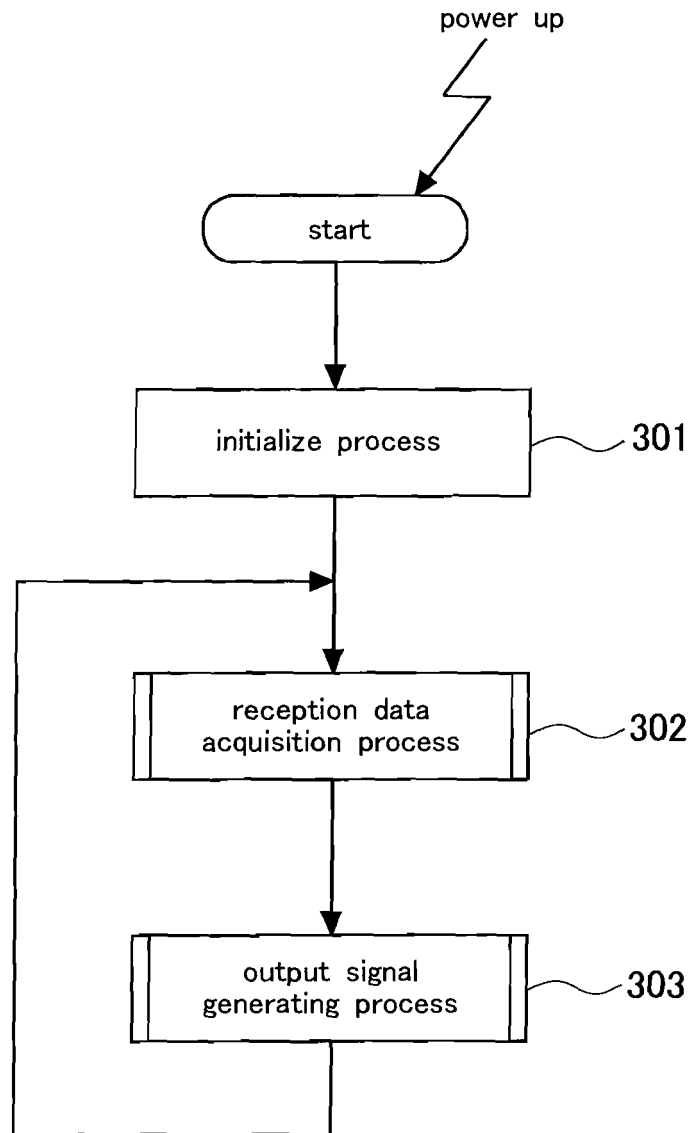 power up
start
initialize process
301
reception data
acquisition process
302
output signal
generating process
303